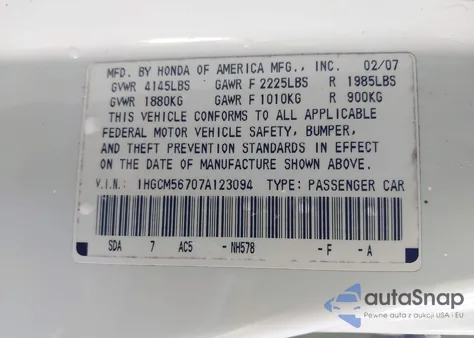 MFD. BY HONDA OF AMERICA MFG., INC. 02/07
GVWR 4145LBS GAWR F 2225LBS R 1985LBS
GVWR 1880KG GAWR F 1010KG R 900KG
THIS VEHICLE CONFORMS TO ALL APPLICABLE
FEDERAL MOTOR VEHICLE SAFETY, BUMPER,
AND THEFT PREVENTION STANDARDS IN EFFECT
ON THE DATE OF MANUFACTURE SHOWN ABOVE.
V.I.N.: 1HGCM56707A123094 TYPE: PASSENGER CAR
SDA 7 AC5 -NH578 -F -A
autoSnap
Pewne auta z aukcji USA i EU